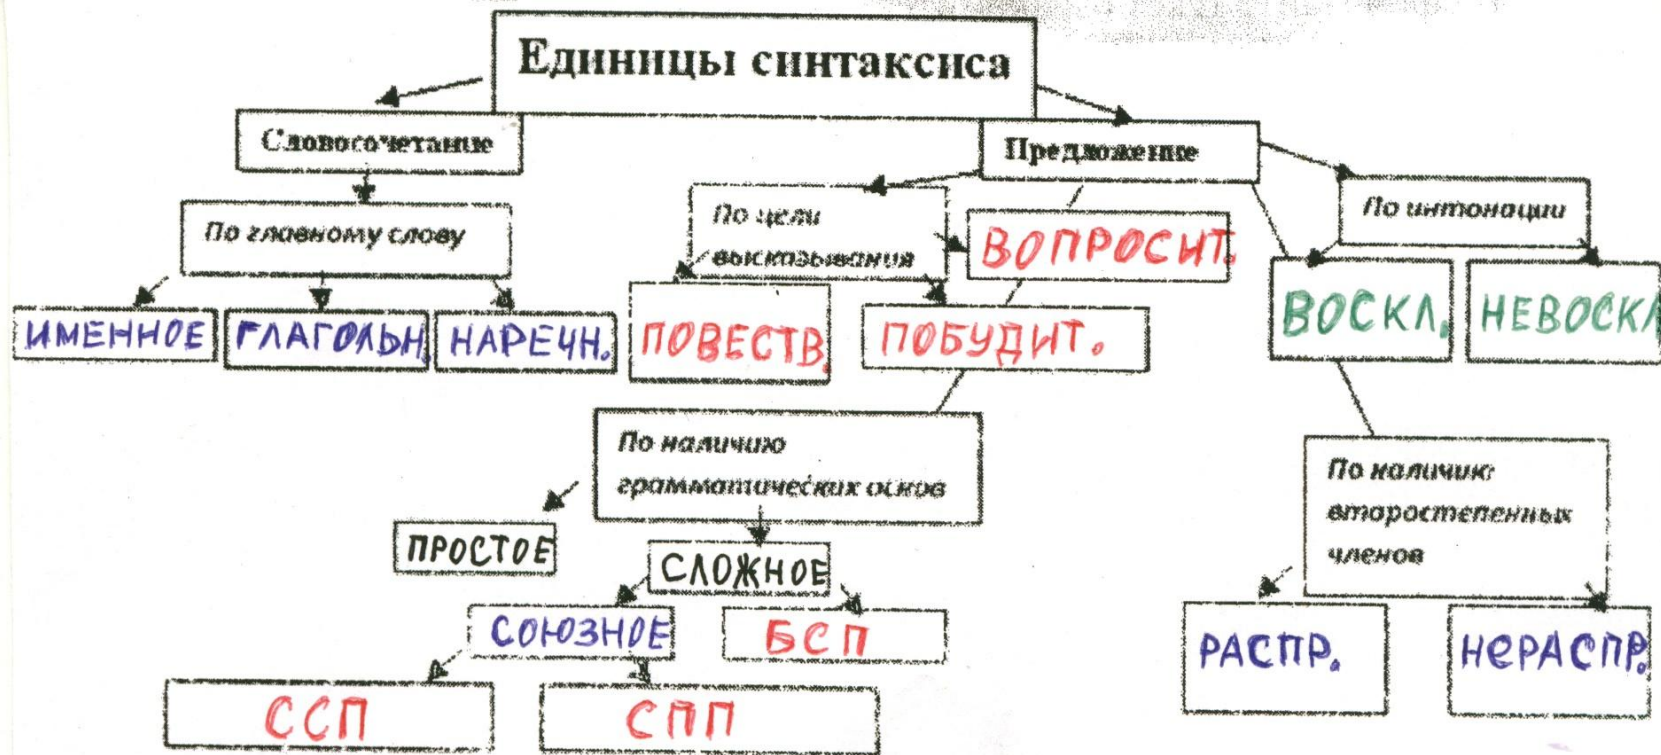 Единицы синтаксиса
Словосочетание
Предложение
По главному слову
По цели
высказывания
ВОПРОСИТ.
По интонации
ИМЕННОЕ
ГЛАГОЛЬН.
НАРЕЧН.
ПОВЕСТВ.
ПОБУДИТ.
ВОСКЛ.
НЕВОСКЛ
По наличию
грамматических основ
ПРОСТОЕ
СЛОЖНОЕ
СОЮЗНОЕ
БСП
ССП
СПП
По наличию
второстепенных
членов
РАСПР.
НЕРАСПР.